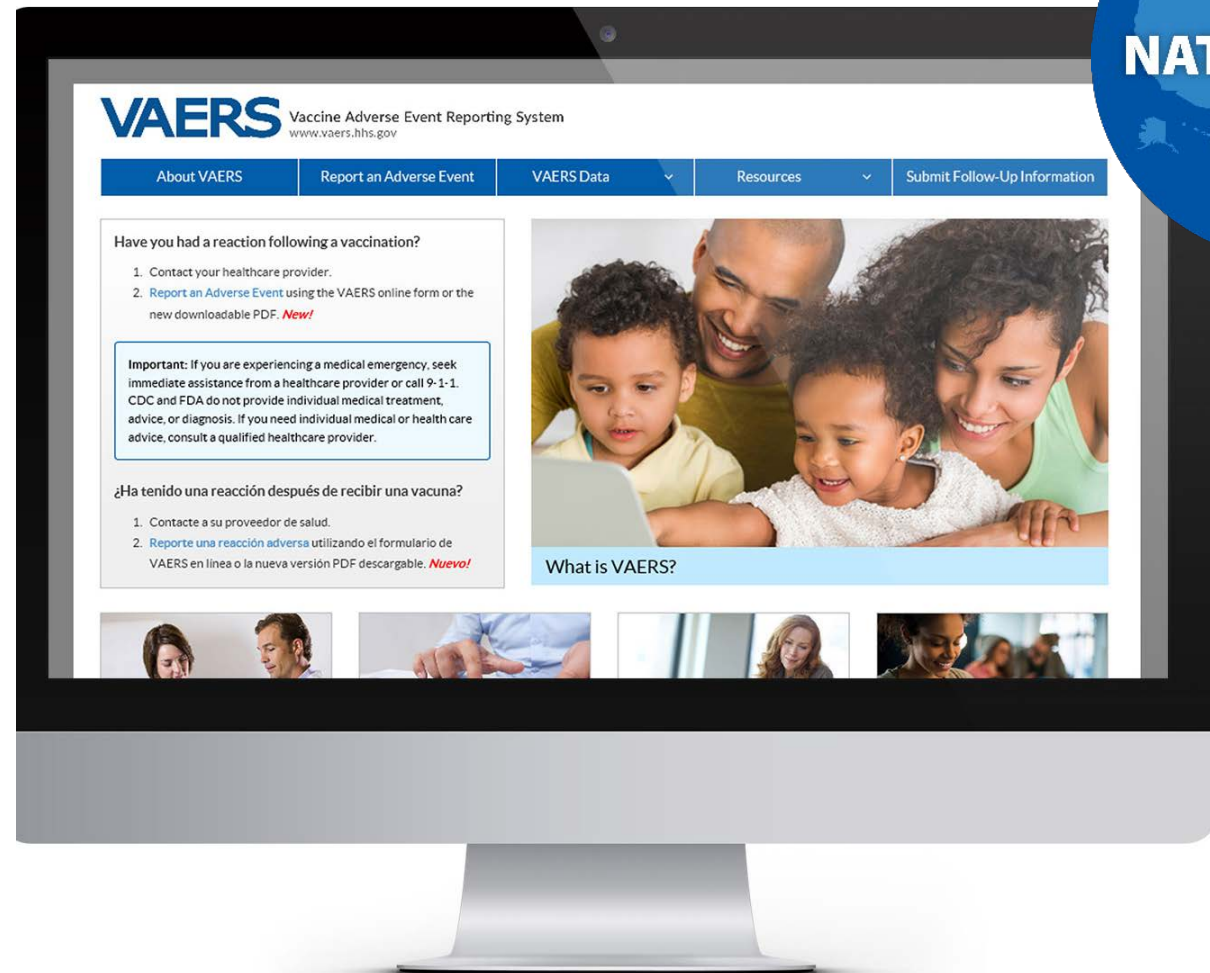 NAT
VAERS Vaccine Adverse Event Reporting System
www.vaers.hhs.gov
About VAERS Report an Adverse Event VAERS Data Resources Submit Follow-Up Information
Have you had a reaction following a vaccination?
1. Contact your healthcare provider.
2. Report an Adverse Event using the VAERS online form or the
new downloadable PDF. New!
Important: If you are experiencing a medical emergency, seek
immediate assistance from a healthcare provider or call 9-1-1.
CDC and FDA do not provide individual medical treatment,
advice, or diagnosis. If you need individual medical or health care
advice, consult a qualified healthcare provider.
¿Ha tenido una reacción después de recibir una vacuna?
1. Contacte a su proveedor de salud.
2. Reporte una reacción adversa utilizando el formulario de
VAERS en línea o la nueva versión PDF descargable. Nuevo!
What is VAERS?